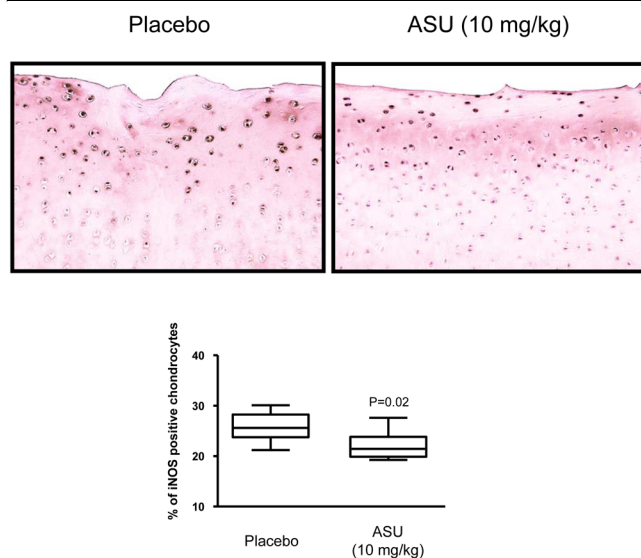 Placebo
ASU (10 mg/kg)
% of iNOS positive chondrocytes
40
30
20
10
P=0.02
Placebo
ASU
(10 mg/kg)